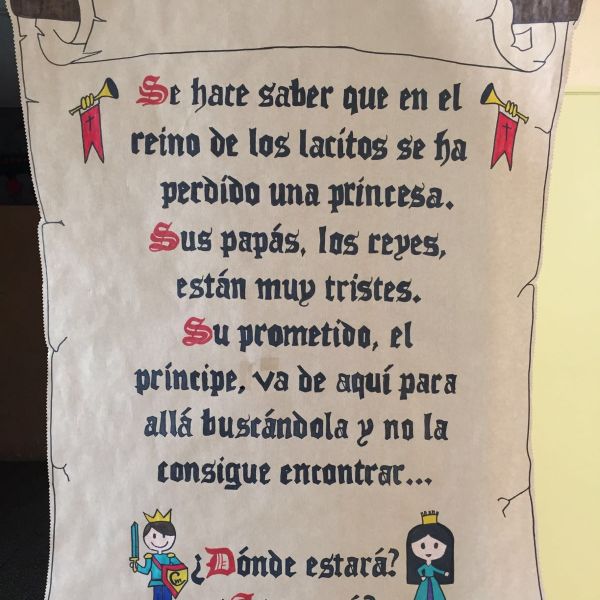 Se hace saber que en el
reino de los lacitos se ha
perdido una princesa.
Sus papás, los reyes,
están muy tristes.
Su prometido, el
príncipe, va de aquí para
allá buscándola y no la
consigue encontrar...
¿Dónde estará?